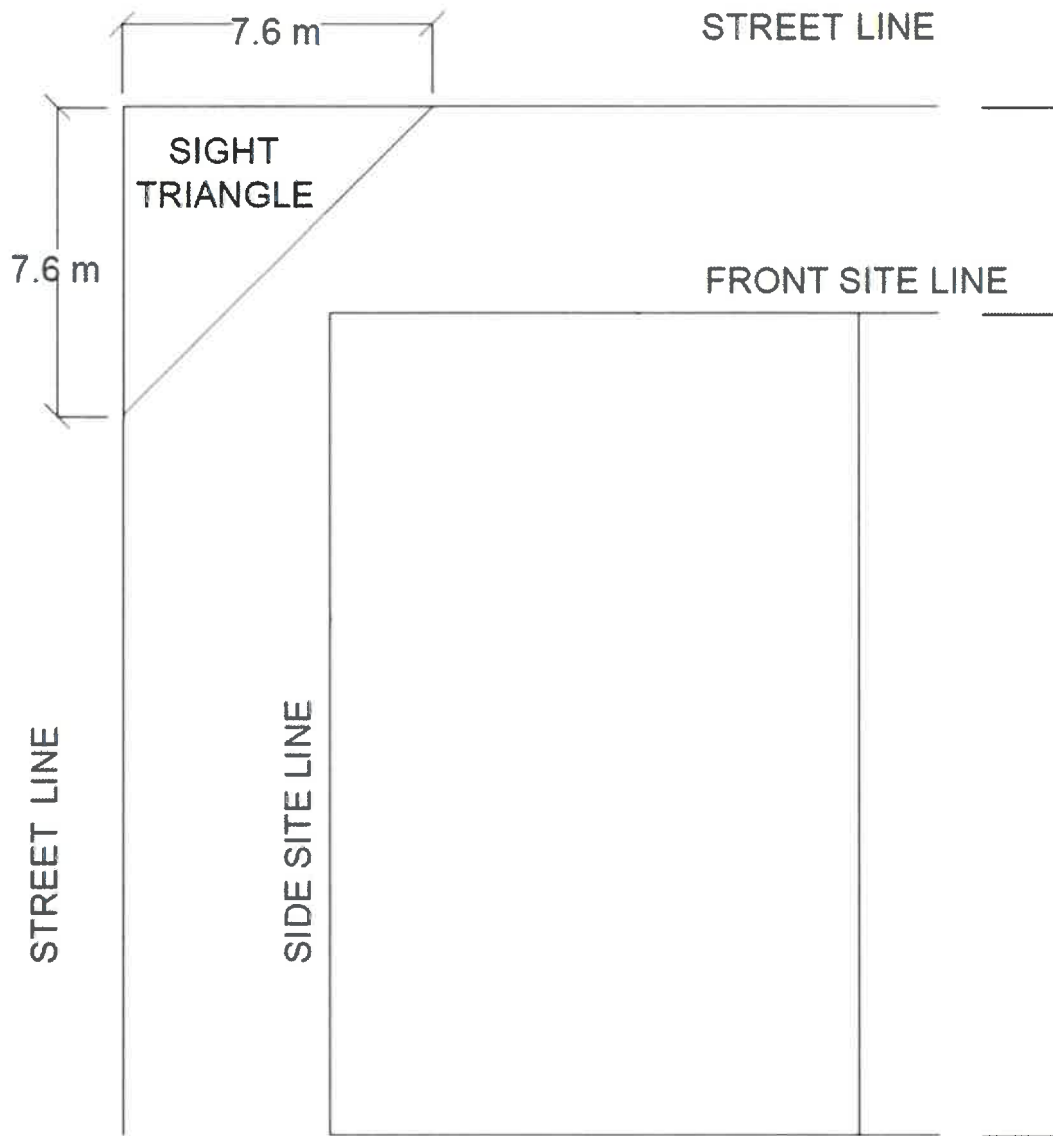 7.6 m
STREET LINE
SIGHT
TRIANGLE
7.6 m
FRONT SITE LINE
STREET LINE
SIDE SITE LINE